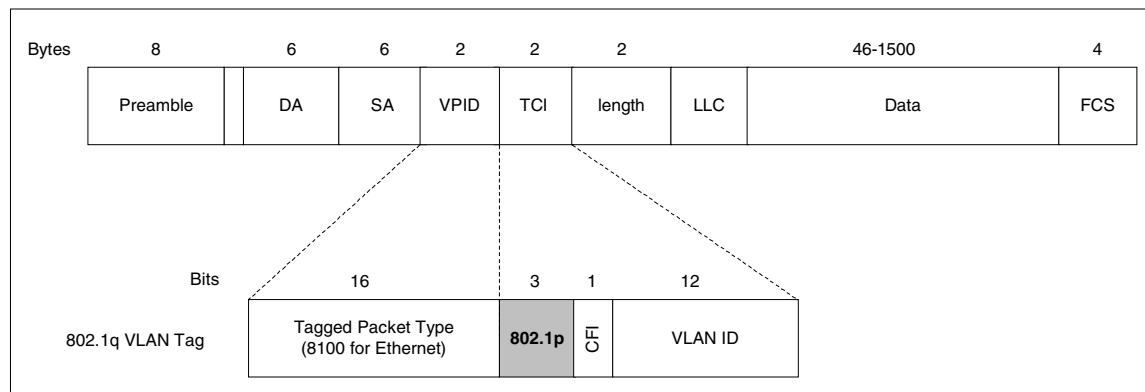 Bytes 8 6 6 2 2 2 46-1500 4
Preamble DA SA VPID TCI length LLC Data FCS
Bits 16 3 1 12
802.1q VLAN Tag
Tagged Packet Type
(8100 for Ethernet)
802.1p
CFI
VLAN ID